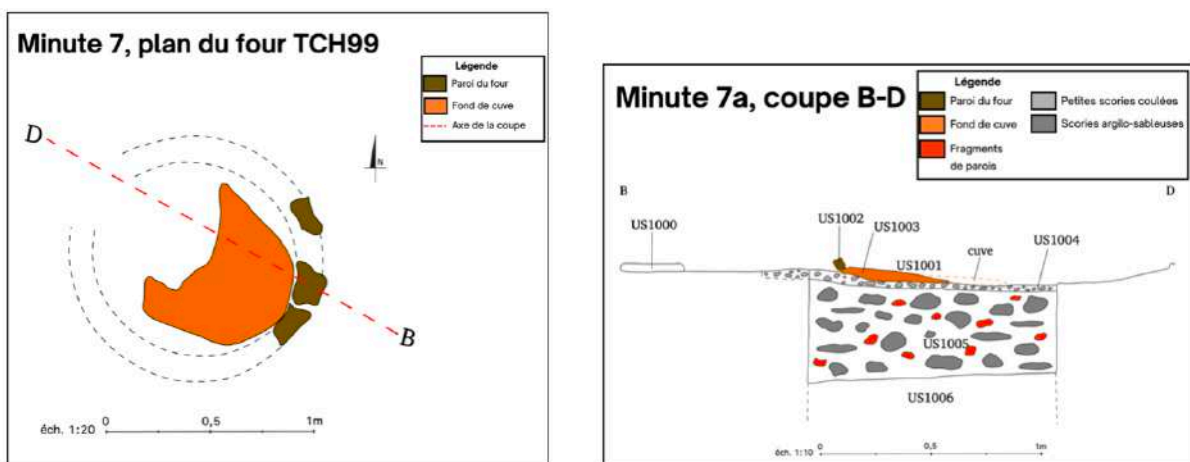 Minute 7, plan du four TCH99
Légende
Paroi du four
Fond de cuve
Axe de la coupe
D
N
B
0 0,5 1m
éch. 1:20
Minute 7a, coupe B-D
Légende
Paroi du four
Fond de cuve
Fragments
de parois
Petites scories coulées
Scories argilo-sableuses
B
D
US1000
US1002
US1003
US1001
cuve
US1004
US1005
US1006
0 0,5 1m
éch. 1:10